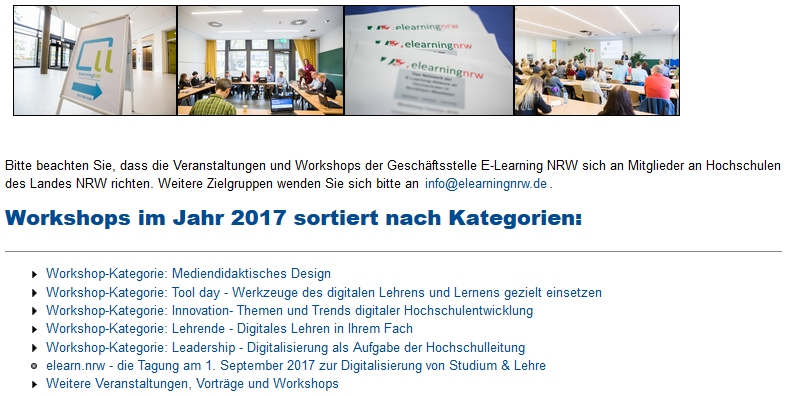 elearningnrw
.elearningnrw
.elearningnrw
Bitte beachten Sie, dass die Veranstaltungen und Workshops der Geschäftsstelle E-Learning NRW sich an Mitglieder an Hochschulen
des Landes NRW richten. Weitere Zielgruppen wenden Sie sich bitte an info@elearningnrw.de.
Workshops im Jahr 2017 sortiert nach Kategorien:
Workshop-Kategorie: Mediendidaktisches Design
Workshop-Kategorie: Tool day - Werkzeuge des digitalen Lehrens und Lernens gezielt einsetzen
Workshop-Kategorie: Innovation- Themen und Trends digitaler Hochschulentwicklung
Workshop-Kategorie: Lehrende - Digitales Lehren in Ihrem Fach
Workshop-Kategorie: Leadership - Digitalisierung als Aufgabe der Hochschulleitung
elearn.nrw - die Tagung am 1. September 2017 zur Digitalisierung von Studium & Lehre
Weitere Veranstaltungen, Vorträge und Workshops